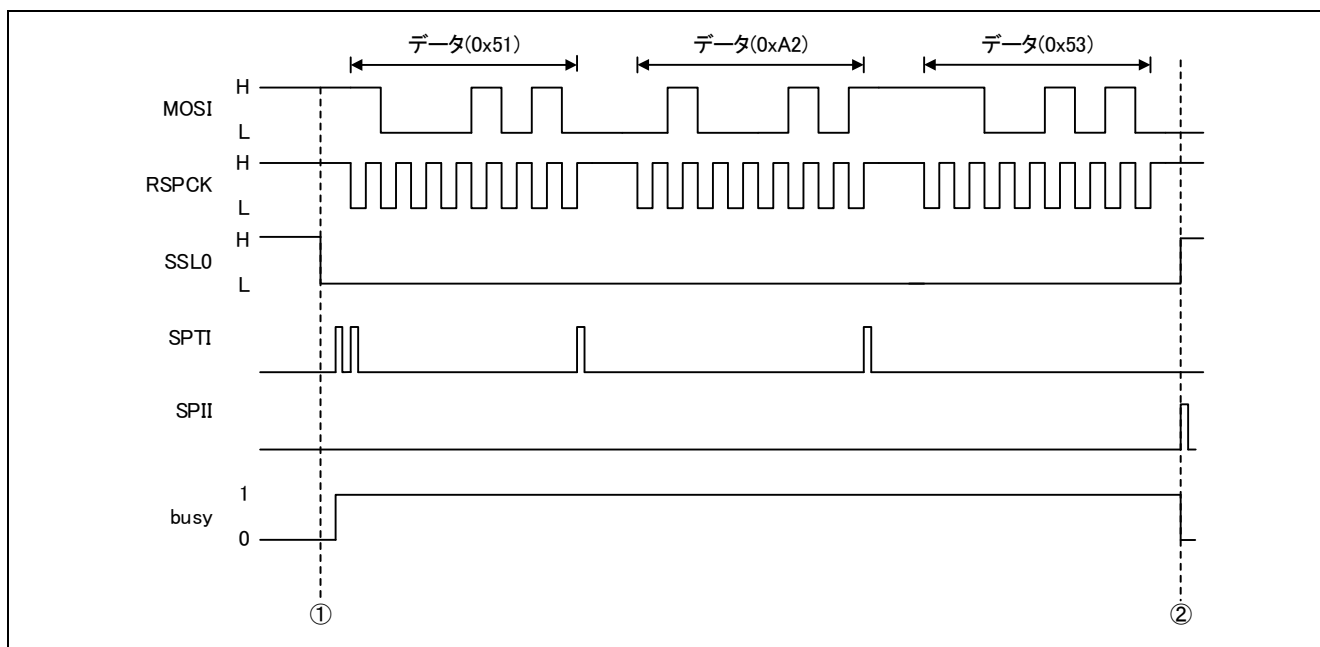 データ(0x51) データ(0xA2) データ(0x53)
H
MOSI
L
H
RSPCK
L
H
SSL0
L
SPTI
SPII
1
busy
0
① ②